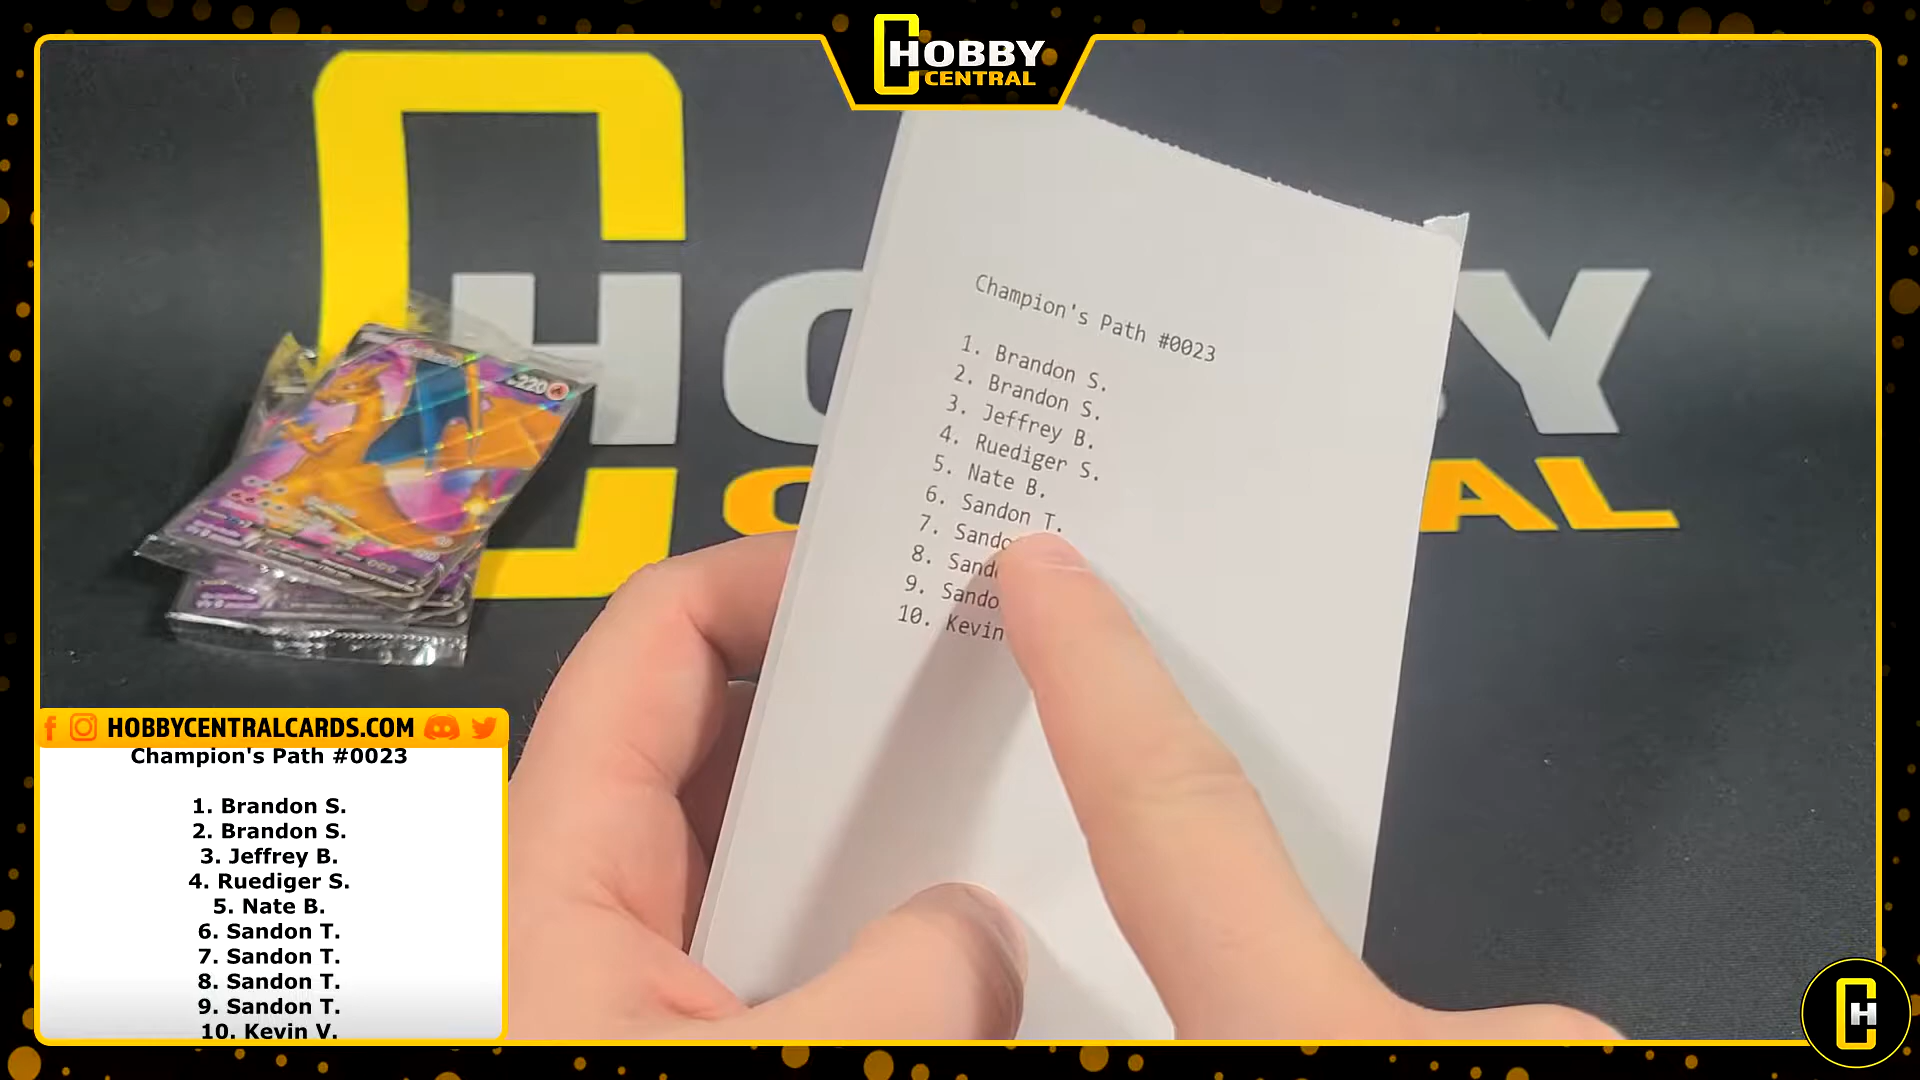 HOBBY
CENTRAL
220
Champion's Path #0023
1. Brandon S.
2. Brandon S.
3. Jeffrey B.
4. Ruediger S.
5. Nate B.
6. Sandon T.
7. Sando
8. Sand
9. Sando
10. Kevin
HOBBYCENTRALCARDS.COM
Champion's Path #0023
1. Brandon S.
2. Brandon S.
3. Jeffrey B.
4. Ruediger S.
5. Nate B.
6. Sandon T.
7. Sandon T.
8. Sandon T.
9. Sandon T.
10. Kevin V.
CH